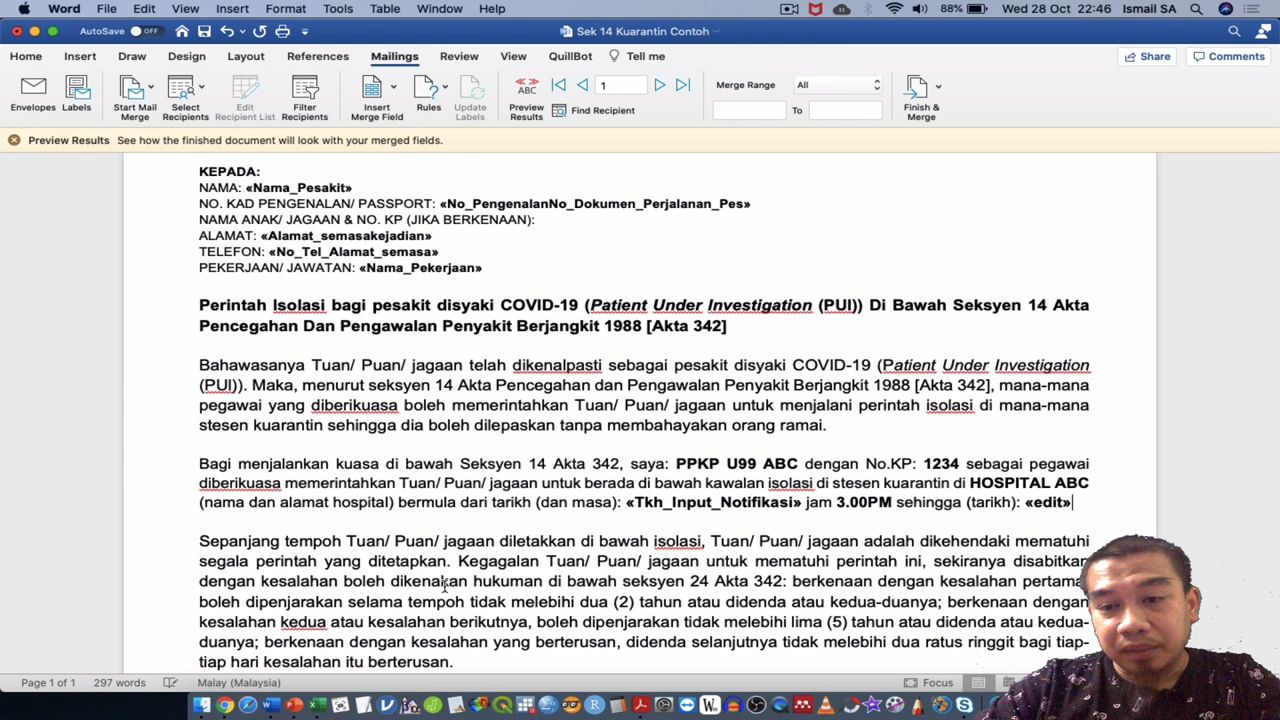 Word File Edit View Insert Format Tools Table Window Help 88% Wed 28 Oct 22:46 Ismail SA
AutoSave OFF Sek 14 Kuarantin Contoh
Home Insert Draw Design Layout References Mailings Review View QuillBot Tell me Share Comments
Envelopes Labels Start Mail Merge Select Recipients Edit Recipient List Filter Recipients Insert Merge Field Rules Update Labels ABC Preview Results 1 Find Recipient Merge Range All To Finish & Merge
Preview Results See how the finished document will look with your merged fields.
KEPADA:
NAMA: «Nama_Pesakit»
NO. KAD PENGENALAN/ PASSPORT: «No_PengenalanNo_Dokumen_Perjalanan_Pes»
NAMA ANAK/ JAGAAN & NO. KP (JIKA BERKENAAN):
ALAMAT: «Alamat_semasakejadian»
TELEFON: «No_Tel_Alamat_semasa»
PEKERJAAN/ JAWATAN: «Nama_Pekerjaan»
Perintah Isolasi bagi pesakit disyaki COVID-19 (Patient Under Investigation (PUI)) Di Bawah Seksyen 14 Akta
Pencegahan Dan Pengawalan Penyakit Berjangkit 1988 [Akta 342]
Bahawasanya Tuan/ Puan/ jagaan telah dikenalpasti sebagai pesakit disyaki COVID-19 (Patient Under Investigation
(PUI)). Maka, menurut seksyen 14 Akta Pencegahan dan Pengawalan Penyakit Berjangkit 1988 [Akta 342], mana-mana
pegawai yang diberikuasa boleh memerintahkan Tuan/ Puan/ jagaan untuk menjalani perintah isolasi di mana-mana
stesen kuarantin sehingga dia boleh dilepaskan tanpa membahayakan orang ramai.
Bagi menjalankan kuasa di bawah Seksyen 14 Akta 342, saya: PPKP U99 ABC dengan No.KP: 1234 sebagai pegawai
diberikuasa memerintahkan Tuan/ Puan/ jagaan untuk berada di bawah kawalan isolasi di stesen kuarantin di HOSPITAL ABC
(nama dan alamat hospital) bermula dari tarikh (dan masa): «Tkh_Input_Notifikasi» jam 3.00PM sehingga (tarikh): «edit»
Sepanjang tempoh Tuan/ Puan/ jagaan diletakkan di bawah isolasi, Tuan/ Puan/ jagaan adalah dikehendaki mematuhi
segala perintah yang ditetapkan. Kegagalan Tuan/ Puan/ jagaan untuk mematuhi perintah ini, sekiranya disabitkan
dengan kesalahan boleh dikenakan hukuman di bawah seksyen 24 Akta 342: berkenaan dengan kesalahan pertama
boleh dipenjarakan selama tempoh tidak melebihi dua (2) tahun atau didenda atau kedua-duanya; berkenaan dengan
kesalahan kedua atau kesalahan berikutnya, boleh dipenjarakan tidak melebihi lima (5) tahun atau didenda atau kedua-
duanya; berkenaan dengan kesalahan yang berterusan, didenda selanjutnya tidak melebihi dua ratus ringgit bagi tiap-
tiap hari kesalahan itu berterusan.
Page 1 of 1 297 words Malay (Malaysia) Focus